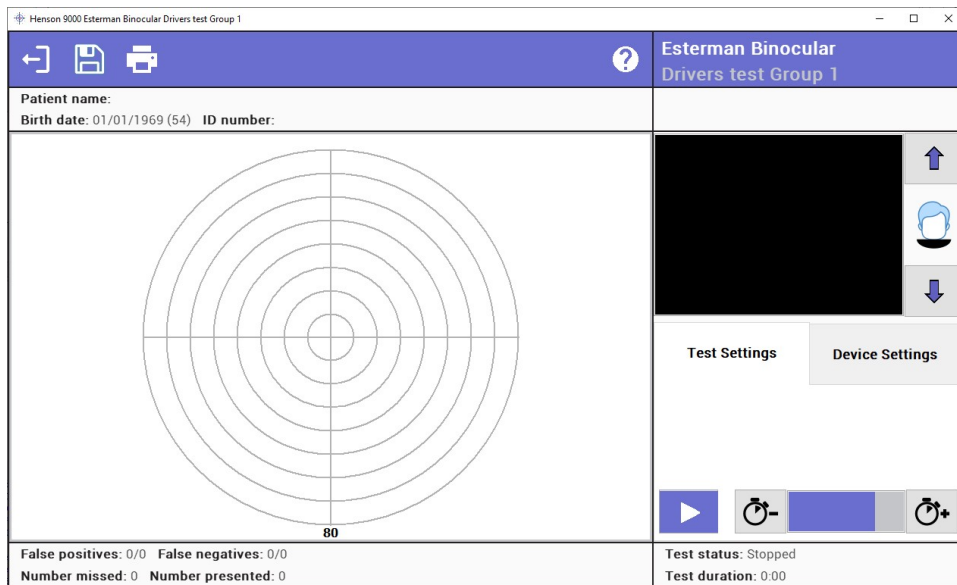 Henson 9000 Esterman Binocular Drivers test Group 1
Esterman Binocular
Drivers test Group 1
Patient name:
Birth date: 01/01/1969 (54) ID number:
80
Test Settings
Device Settings
False positives: 0/0 False negatives: 0/0
Number missed: 0 Number presented: 0
Test status: Stopped
Test duration: 0:00